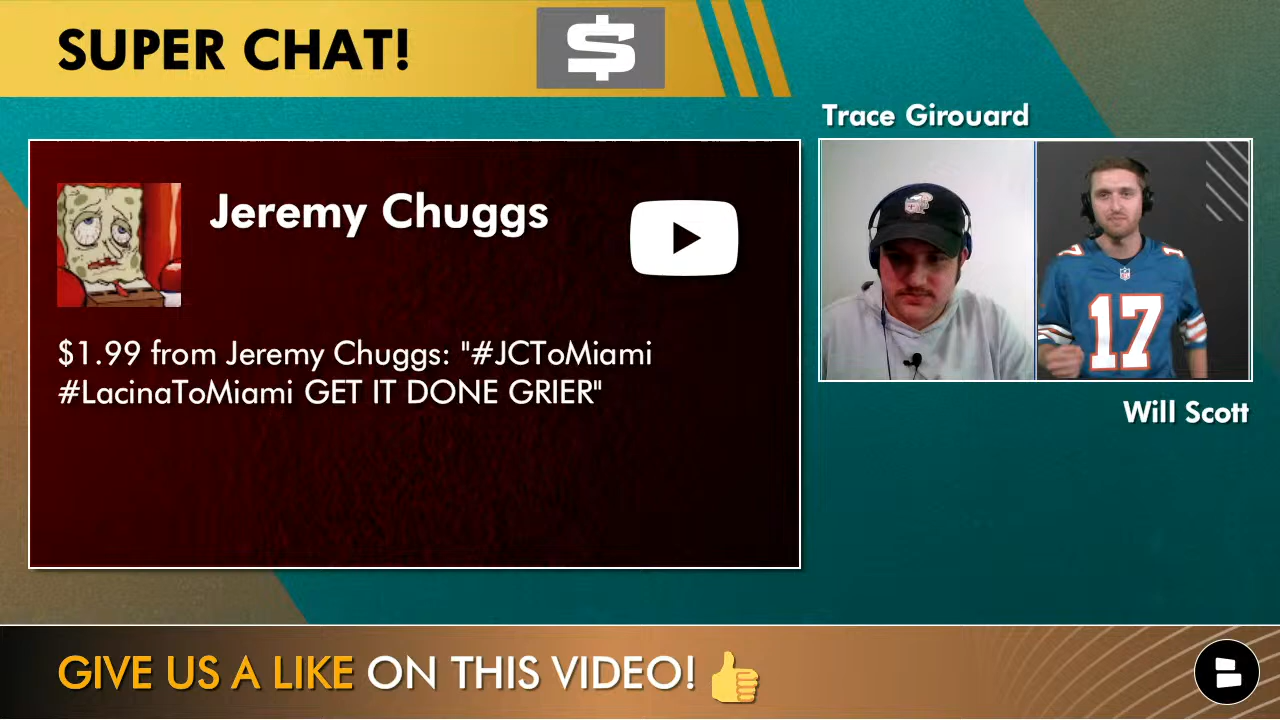 SUPER CHAT!
$
Trace Girouard
Jeremy Chuggs
17
17
Will Scott
$1.99 from Jeremy Chuggs: "#JCToMiami
#LacinaToMiami GET IT DONE GRIER"
GIVE US A LIKE ON THIS VIDEO!